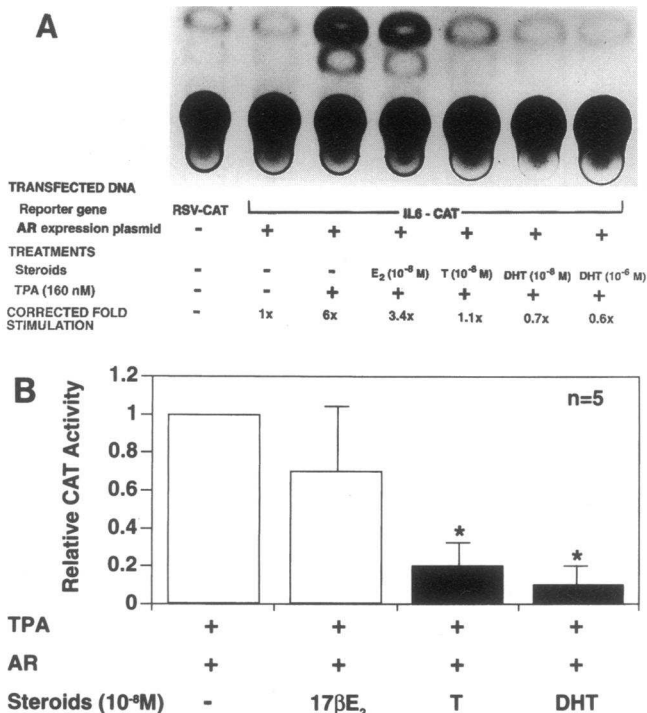 A
TRANSFECTED DNA
Reporter gene RSV-CAT IL6 - CAT
AR expression plasmid - + + + + + +
TREATMENTS
Steroids - - - E₂ (10⁻⁸ M) T (10⁻⁸ M) DHT (10⁻⁸ M) DHT (10⁻⁶ M)
TPA (160 nM) - - + + + + +
CORRECTED FOLD
STIMULATION - 1x 6x 3.4x 1.1x 0.7x 0.6x
B
Relative CAT Activity
1.2
1
0.8
0.6
0.4
0.2
0
n=5
* *
TPA + + + +
AR + + + +
Steroids (10⁻⁸M) - 17βE₂ T DHT